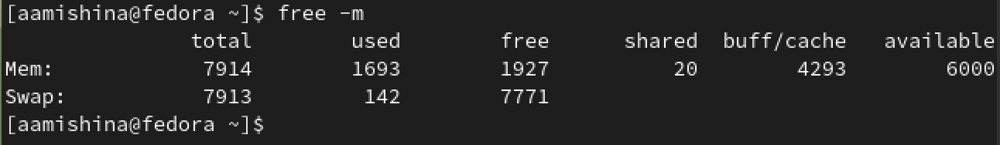 [aamishina@fedora ~]$ free -m
total used free shared buff/cache available
Mem: 7914 1693 1927 20 4293 6000
Swap: 7913 142 7771
[aamishina@fedora ~]$